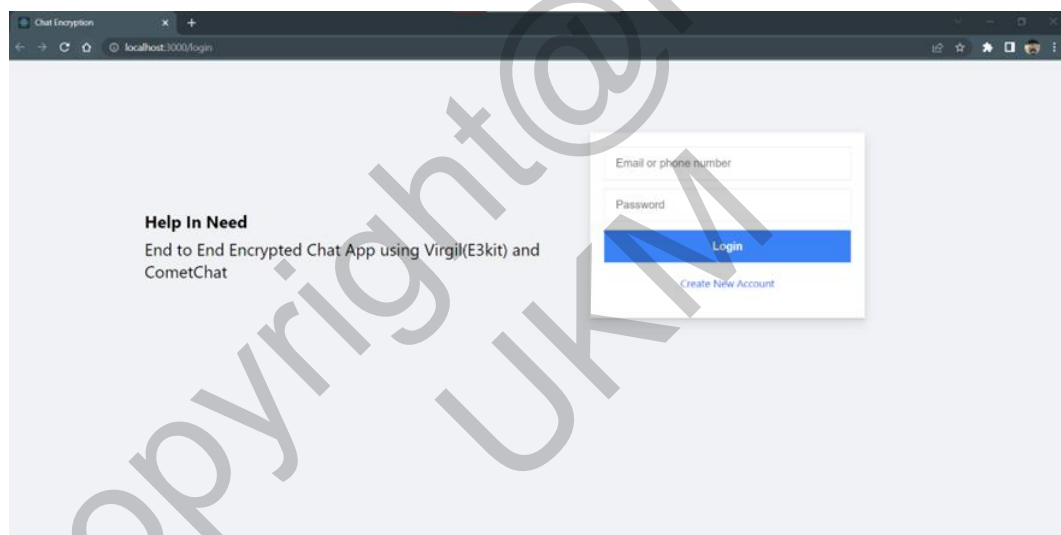 Chat Encryption
localhost:3000/login
Help In Need
End to End Encrypted Chat App using Virgil(E3kit) and
CometChat
Email or phone number
Password
Login
Create New Account
opyright@
UKM